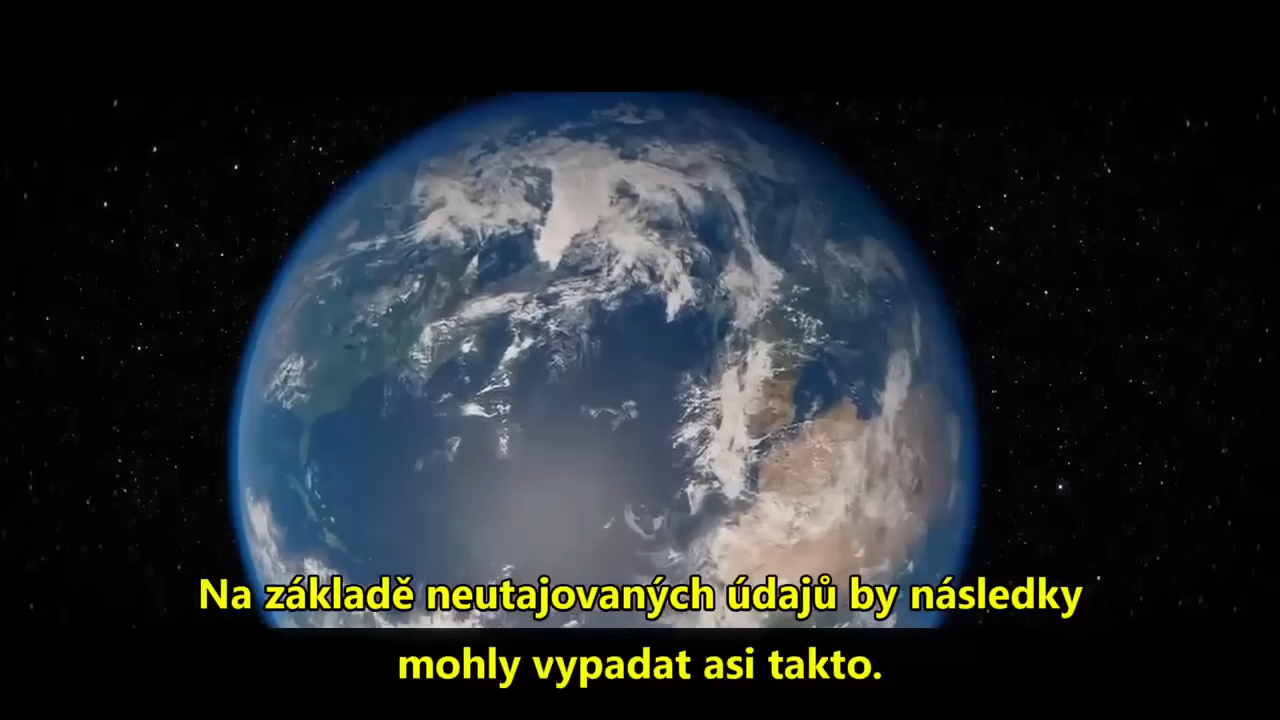 Na základě neutajovaných údajů by následky
mohly vypadat asi takto.